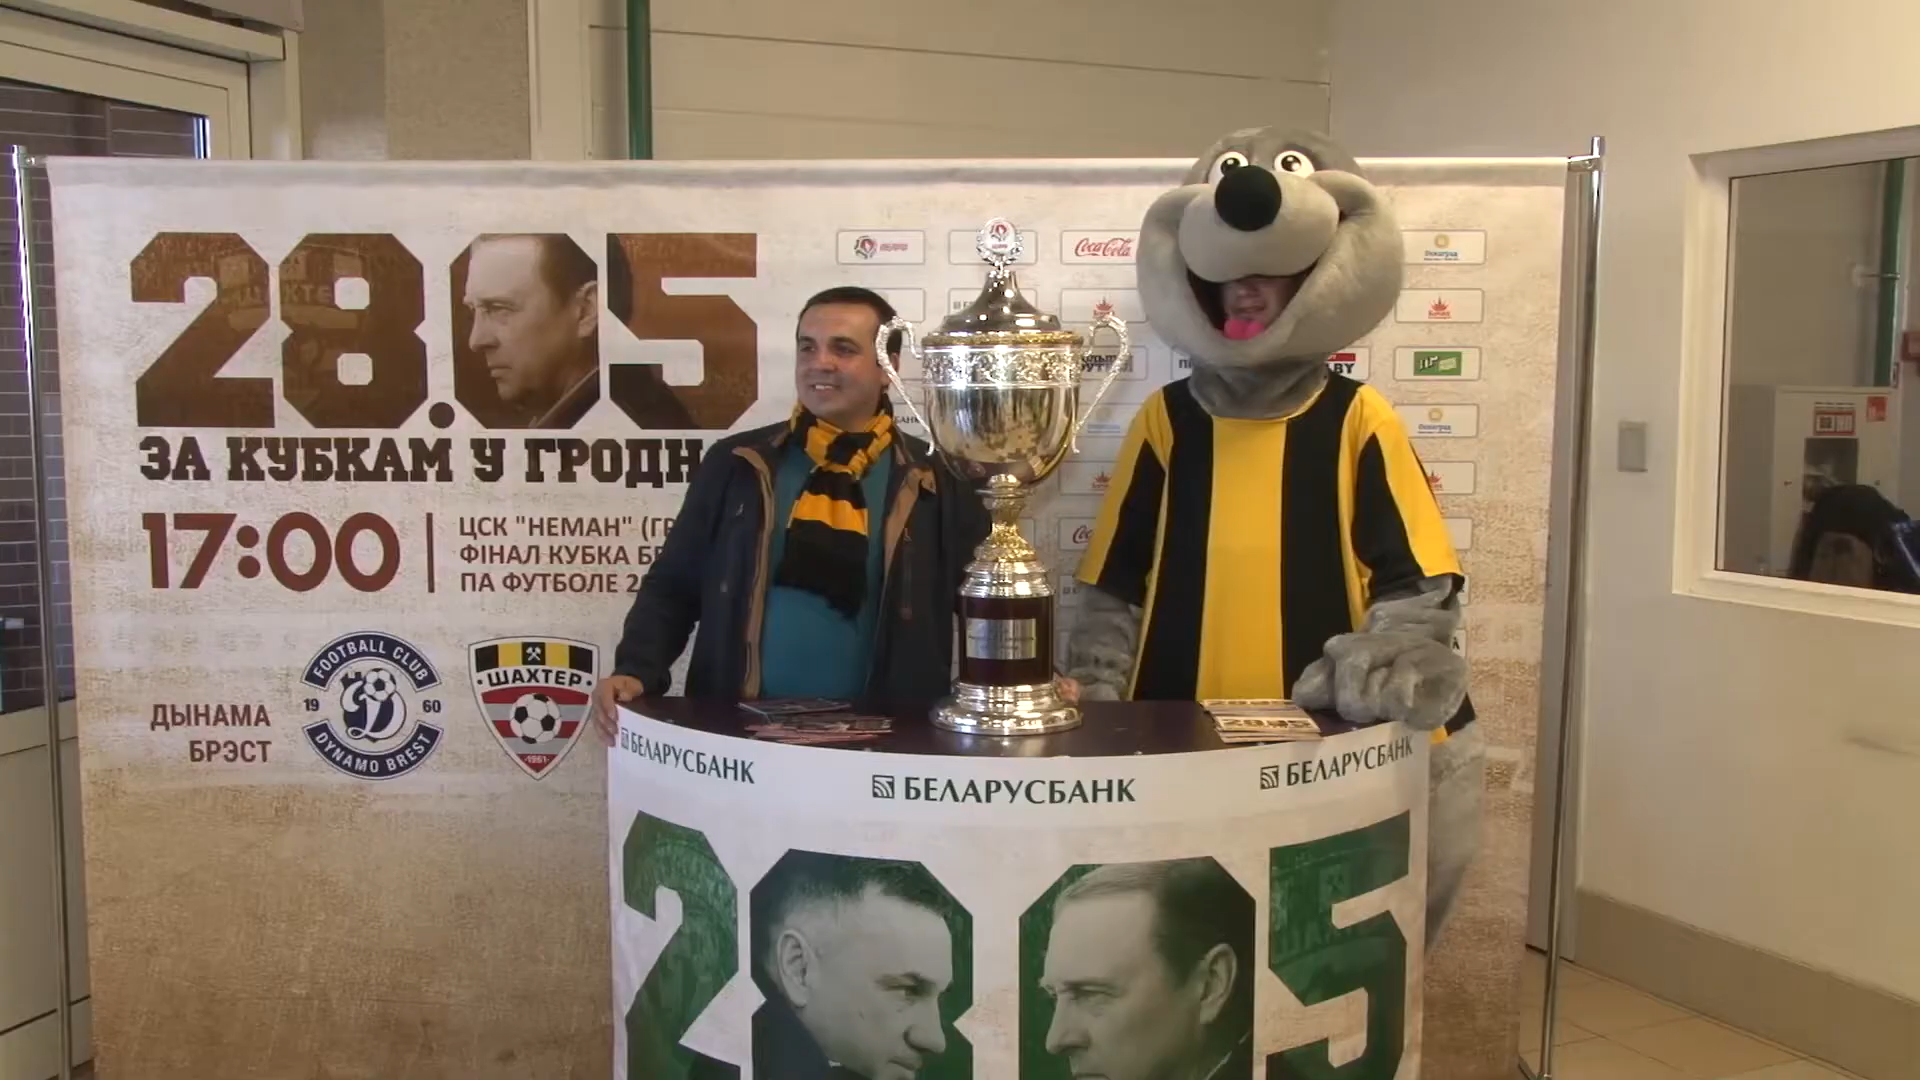 28.05
ЗА КУБКАМ У ГРОДН
17:00
ЦСК "НЕМАН" (ГР
ФІНАЛ КУБКА БЕ
ПА ФУТБОЛЕ 20
ДЫНАМА
БРЭСТ
FOOTBALL CLUB
19 60
DYNAMO BREST
ШАХТЕР
1961
Coca-Cola
БЕЛАРУСБАНК
БЕЛАРУСБАНК
БЕЛАРУСБАНК
28.05